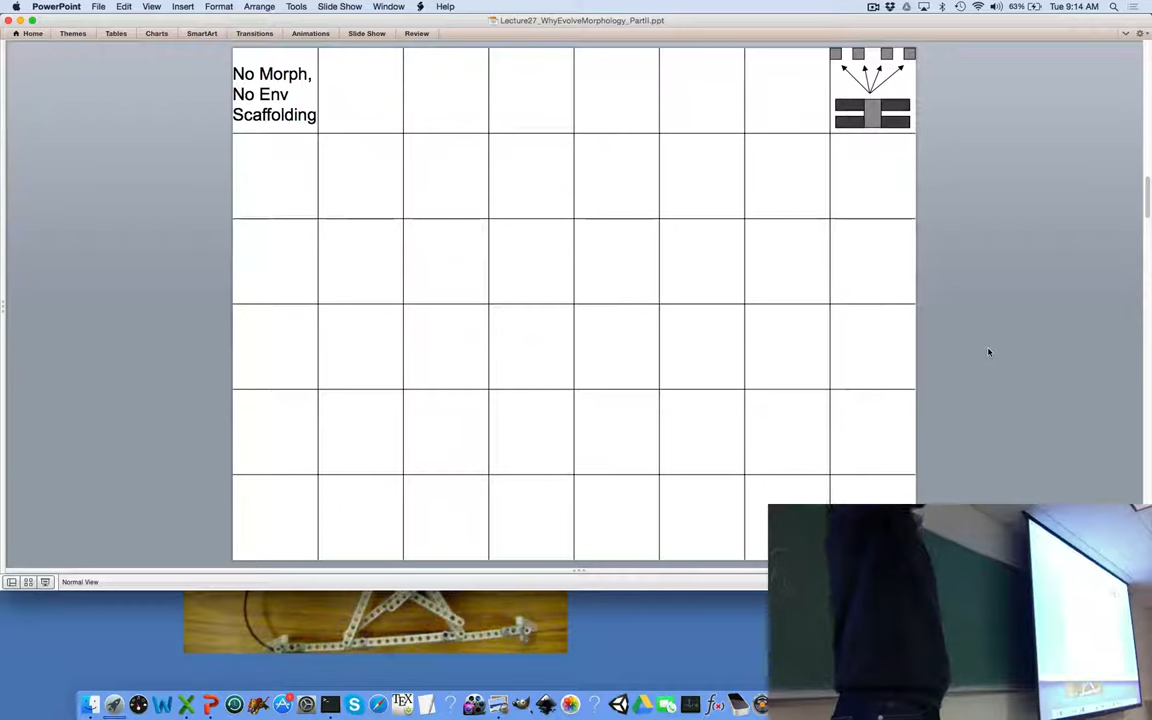 PowerPoint File Edit View Insert Format Arrange Tools Slide Show Window Help 63% Tue 9:14 AM
Lecture27_WhyEvolveMorphology_PartII.ppt
Home Themes Tables Charts SmartArt Transitions Animations Slide Show Review
No Morph,
No Env
Scaffolding
Normal View
TEX
f(x)